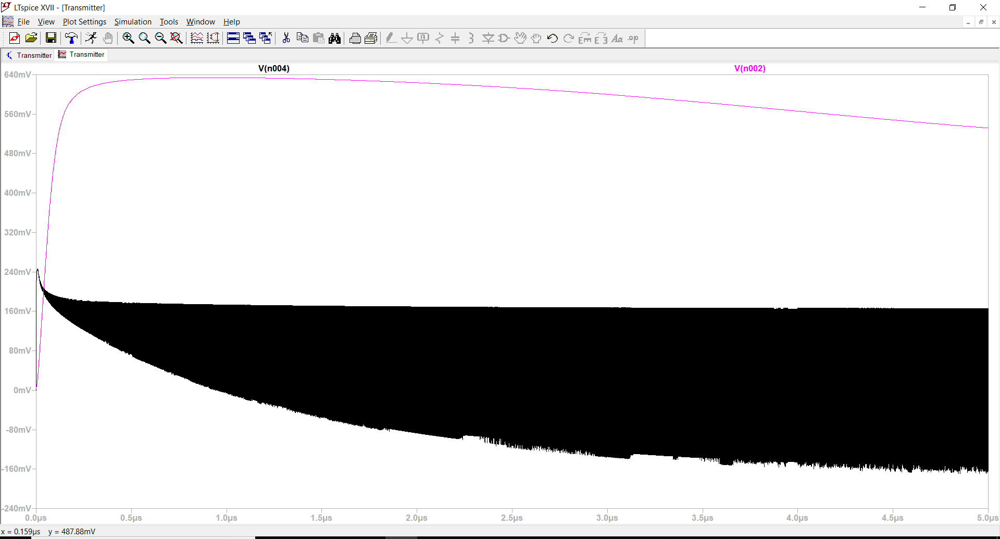 LTspice XVII - [Transmitter]
File View Plot Settings Simulation Tools Window Help
Aa .op
Transmitter Transmitter
V(n004) V(n002)
640mV
560mV
480mV
400mV
320mV
240mV
160mV
80mV
0mV
-80mV
-160mV
-240mV
0.0µs 0.5µs 1.0µs 1.5µs 2.0µs 2.5µs 3.0µs 3.5µs 4.0µs 4.5µs 5.0µs
x = 0.159µs y = 487.88mV